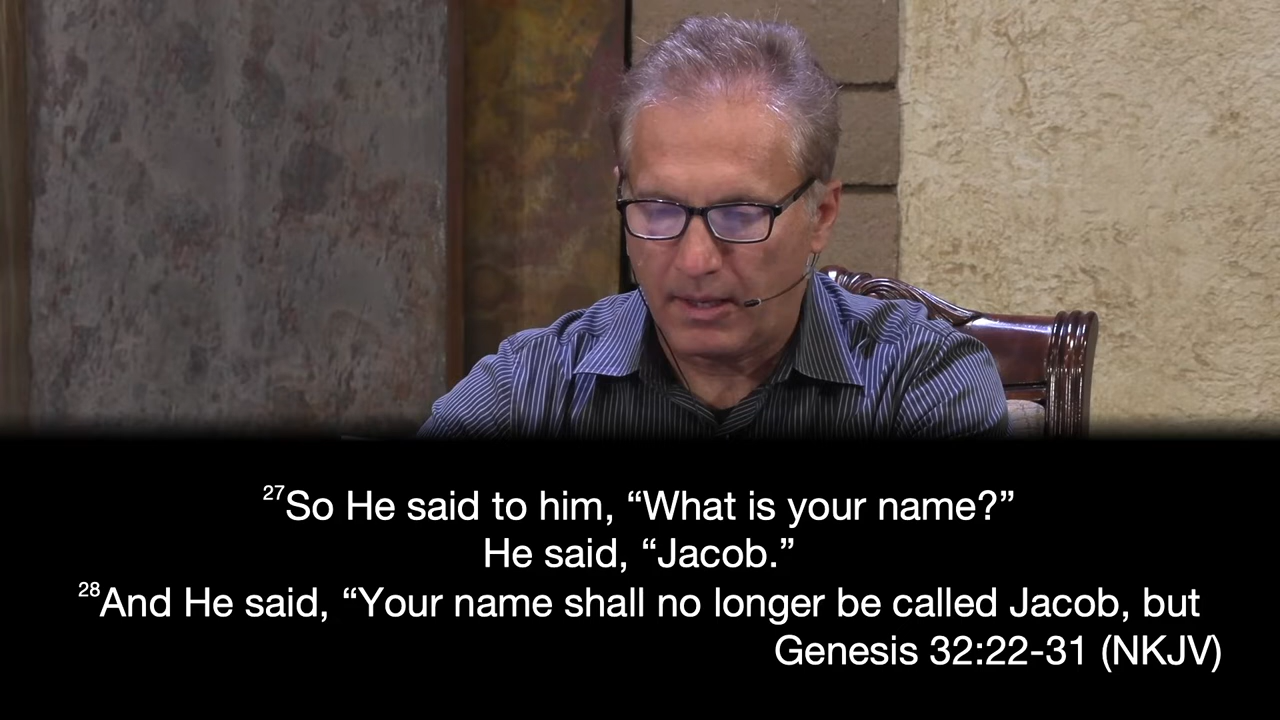 27So He said to him, “What is your name?”
He said, “Jacob.”
28And He said, “Your name shall no longer be called Jacob, but
Genesis 32:22-31 (NKJV)